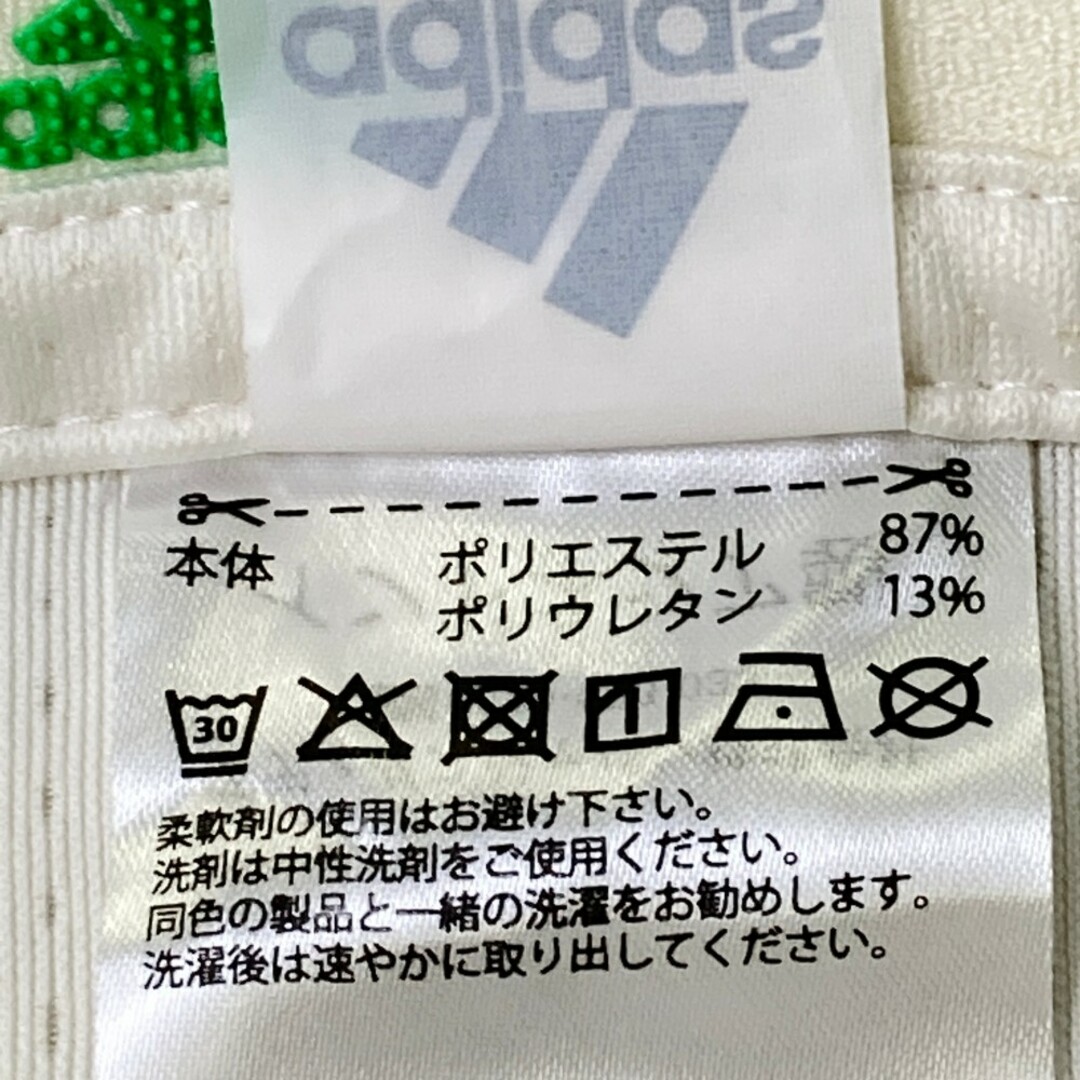 adidas
本体 ポリエステル 87%
ポリウレタン 13%
30
柔軟剤の使用はお避け下さい。
洗剤は中性洗剤をご使用ください。
同色の製品と一緒の洗濯をお勧めします。
洗濯後は速やかに取り出してください。